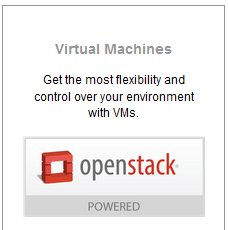 Virtual Machines
Get the most flexibility and
control over your environment
with VMs.
openstack
POWERED